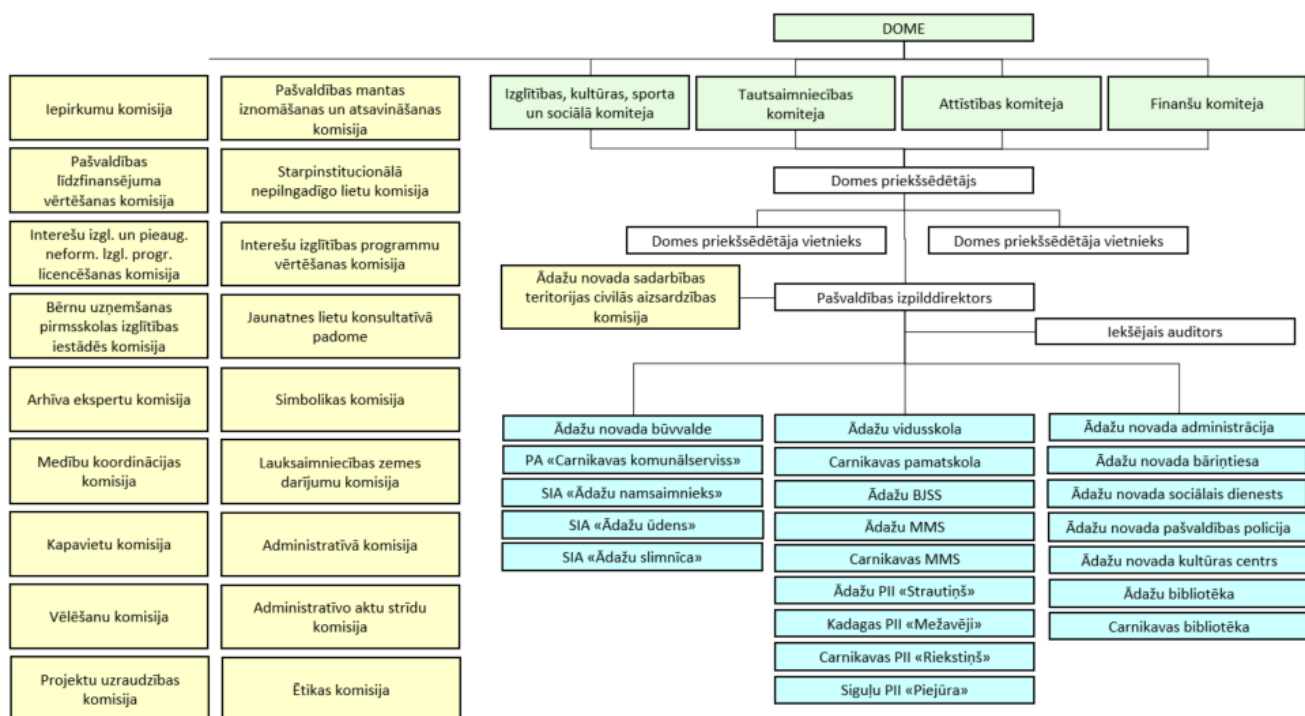 DOME
Izglītības, kultūras, sporta
un sociālā komiteja
Tautsaimniecības
komiteja
Attīstības komiteja
Finanšu komiteja
Domes priekšsēdētājs
Domes priekšsēdētāja vietnieks
Domes priekšsēdētāja vietnieks
Ādažu novada sadarbības
teritorijas civilās aizsardzības
komisija
Pašvaldības izpilddirektors
Iekšējais auditors
Iepirkumu komisija
Pašvaldības mantas
iznomāšanas un atsavināšanas
komisija
Pašvaldības
līdzfinansējuma
vērtēšanas komisija
Starpinstitucionālā
nepilngadīgo lietu komisija
Interešu izgl. un pieaug.
neform. Izgl. progr.
licencēšanas komisija
Interešu izglītības programmu
vērtēšanas komisija
Bērnu uzņemšanas
pirmsskolas izglītības
iestādēs komisija
Jaunatnes lietu konsultatīvā
padome
Arhīva ekspertu komisija
Simbolikas komisija
Medību koordinācijas
komisija
Lauksaimniecības zemes
darījumu komisija
Kapavietu komisija
Administratīvā komisija
Vēlēšanu komisija
Administratīvo aktu strīdu
komisija
Projektu uzraudzības
komisija
Ētikas komisija
Ādažu novada būvvalde
PA «Carnikavas komunālserviss»
SIA «Ādažu namsaimnieks»
SIA «Ādažu ūdens»
SIA «Ādažu slimnīca»
Ādažu vidusskola
Carnikavas pamatskola
Ādažu BJSS
Ādažu MMS
Carnikavas MMS
Ādažu PII «Strautiņš»
Kadagas PII «Mežavēji»
Carnikavas PII «Riekstiņš»
Siguļu PII «Piejūra»
Ādažu novada administrācija
Ādažu novada bāriņtiesa
Ādažu novada sociālais dienests
Ādažu novada pašvaldības policija
Ādažu novada kultūras centrs
Ādažu bibliotēka
Carnikavas bibliotēka